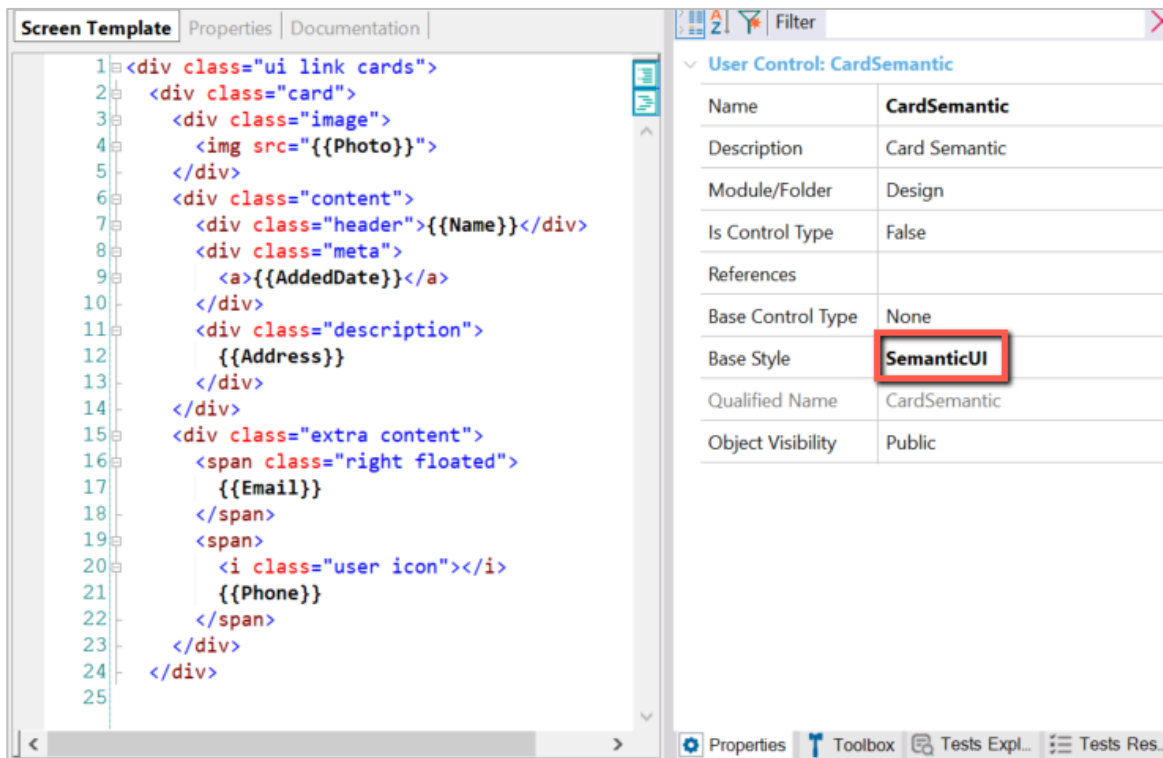 Screen Template Properties Documentation
1 <div class="ui link cards">
2 <div class="card">
3 <div class="image">
4 <img src="{{Photo}}">
5 </div>
6 <div class="content">
7 <div class="header">{{Name}}</div>
8 <div class="meta">
9 <a>{{AddedDate}}</a>
10 </div>
11 <div class="description">
12 {{Address}}
13 </div>
14 </div>
15 <div class="extra content">
16 <span class="right floated">
17 {{Email}}
18 </span>
19 <span>
20 <i class="user icon"></i>
21 {{Phone}}
22 </span>
23 </div>
24 </div>
25
Filter
User Control: CardSemantic
Name CardSemantic
Description Card Semantic
Module/Folder Design
Is Control Type False
References
Base Control Type None
Base Style SemanticUI
Qualified Name CardSemantic
Object Visibility Public
Properties Toolbox Tests Expl... Tests Res...